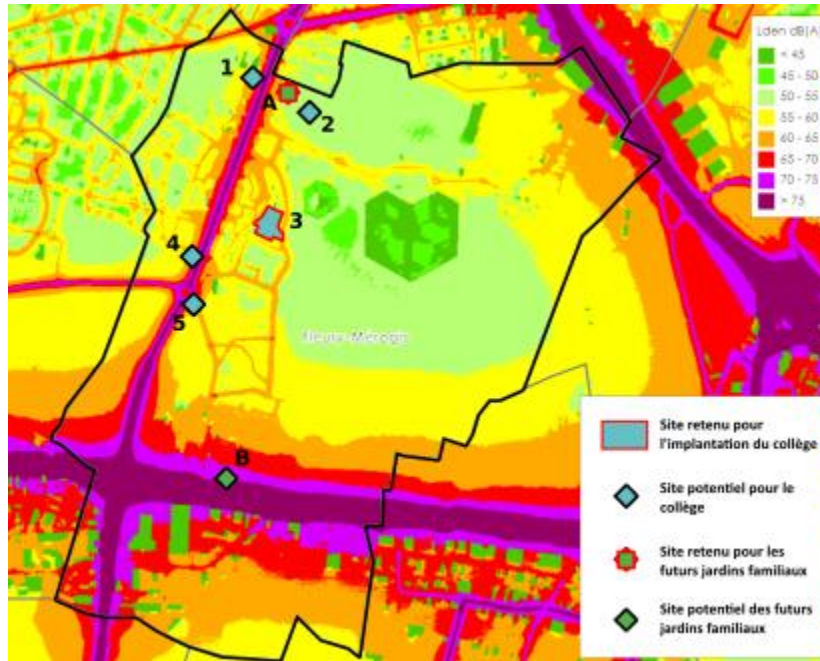 Lden dB(A)
< 45
45 - 50
50 - 55
55 - 60
60 - 65
65 - 70
70 - 75
> 75
1
A
2
3
4
5
Fleury-Mérogis
B
Site retenu pour
l'implantation du collège
Site potentiel pour le
collège
Site retenu pour les
futurs jardins familiaux
Site potentiel des futurs
jardins familiaux